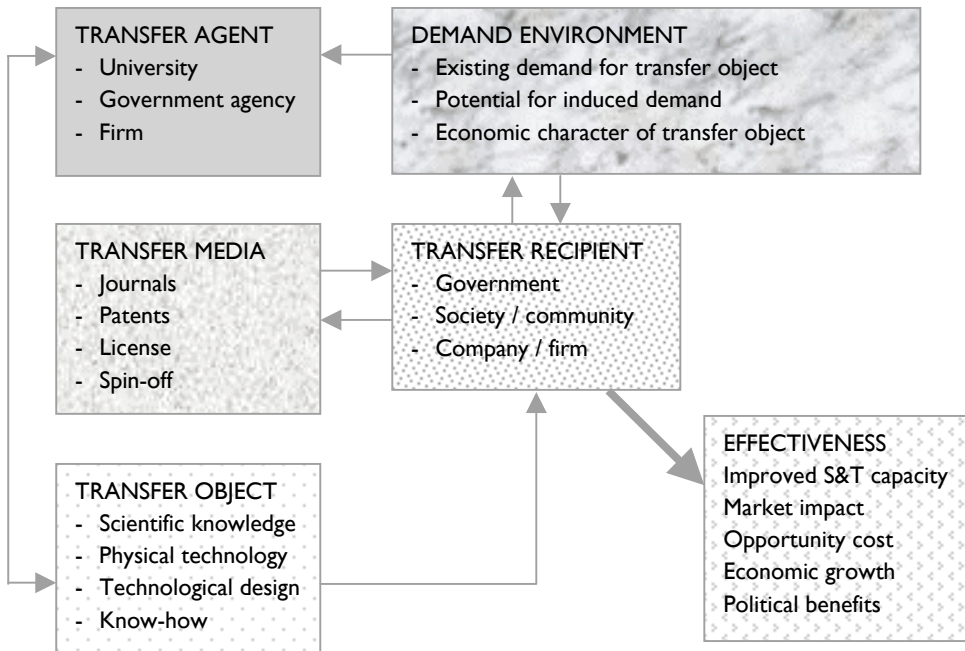 TRANSFER AGENT
- University
- Government agency
- Firm
DEMAND ENVIRONMENT
- Existing demand for transfer object
- Potential for induced demand
- Economic character of transfer object
TRANSFER MEDIA
- Journals
- Patents
- License
- Spin-off
TRANSFER RECIPIENT
- Government
- Society / community
- Company / firm
TRANSFER OBJECT
- Scientific knowledge
- Physical technology
- Technological design
- Know-how
EFFECTIVENESS
Improved S&T capacity
Market impact
Opportunity cost
Economic growth
Political benefits